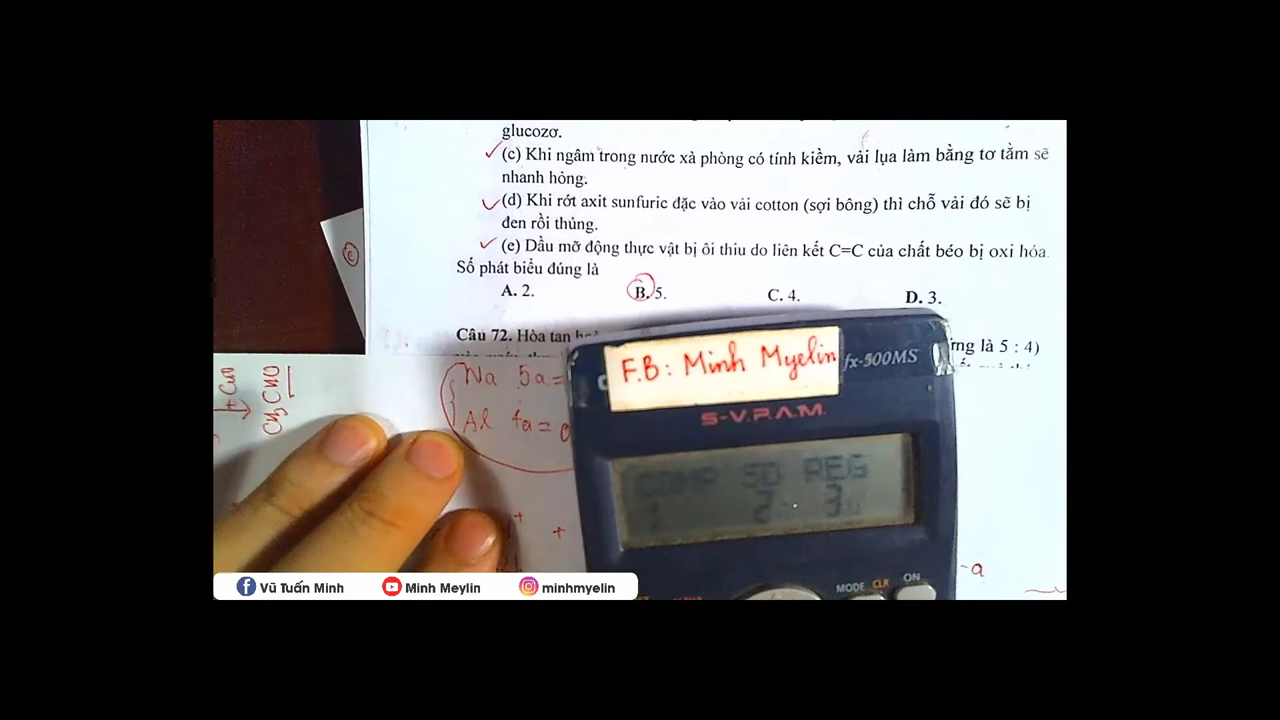 glucozơ.
(c) Khi ngâm trong nước xà phòng có tính kiềm, vải lụa làm bằng tơ tằm sẽ
nhanh hỏng.
(d) Khi rớt axit sunfuric đặc vào vải cotton (sợi bông) thì chỗ vải đó sẽ bị
đen rồi thủng.
(e) Dầu mỡ động thực vật bị ôi thiu do liên kết C=C của chất béo bị oxi hóa.
Số phát biểu đúng là
A. 2. B. 5. C. 4. D. 3.
Câu 72. Hòa tan
là 5 : 4)
F.B: Minh Myelin
fx-500MS
S-V.P.A.M.
COMP SD REG
1 2 3
MODE CLR ON
Na 5a =
Al 4a = 0
+ CuO
CH3CHO
e
+ +
-a
Vũ Tuấn Minh Minh Meylin minhmyelin